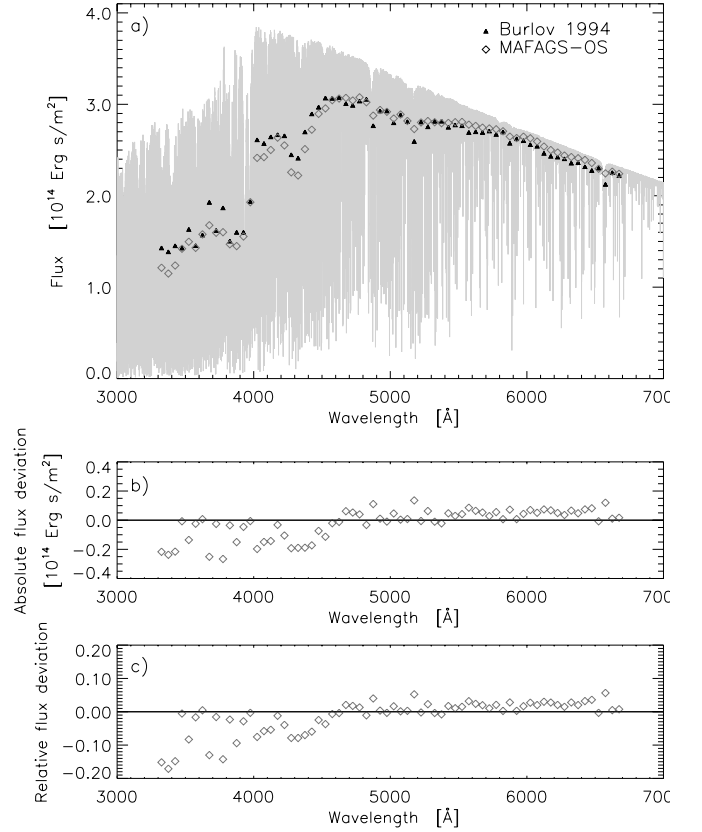 4.0
a)
▲ Burlov 1994
◇ MAFAGS-OS
3.0
2.0
1.0
0.0
Flux [10¹⁴ Erg s/m²]
3000 4000 5000 6000 700
Wavelength [Å]
0.4
b)
0.2
0.0
-0.2
-0.4
Absolute flux deviation
[10¹⁴ Erg s/m²]
3000 4000 5000 6000 700
Wavelength [Å]
0.20
c)
0.10
0.00
-0.10
-0.20
Relative flux deviation
3000 4000 5000 6000 700
Wavelength [Å]